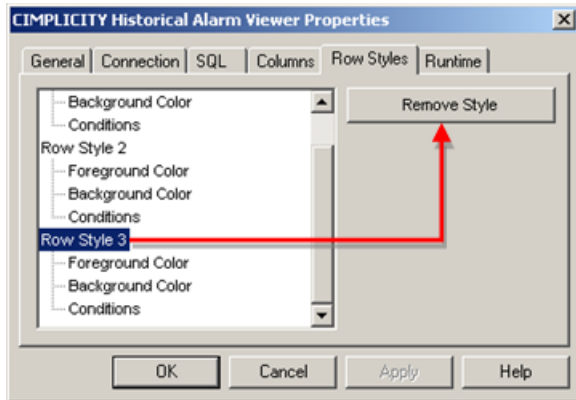 CIMPLICITY Historical Alarm Viewer Properties
General Connection SQL Columns Row Styles Runtime
Background Color
Conditions
Row Style 2
Foreground Color
Background Color
Conditions
Row Style 3
Foreground Color
Background Color
Conditions
Remove Style
OK Cancel Apply Help